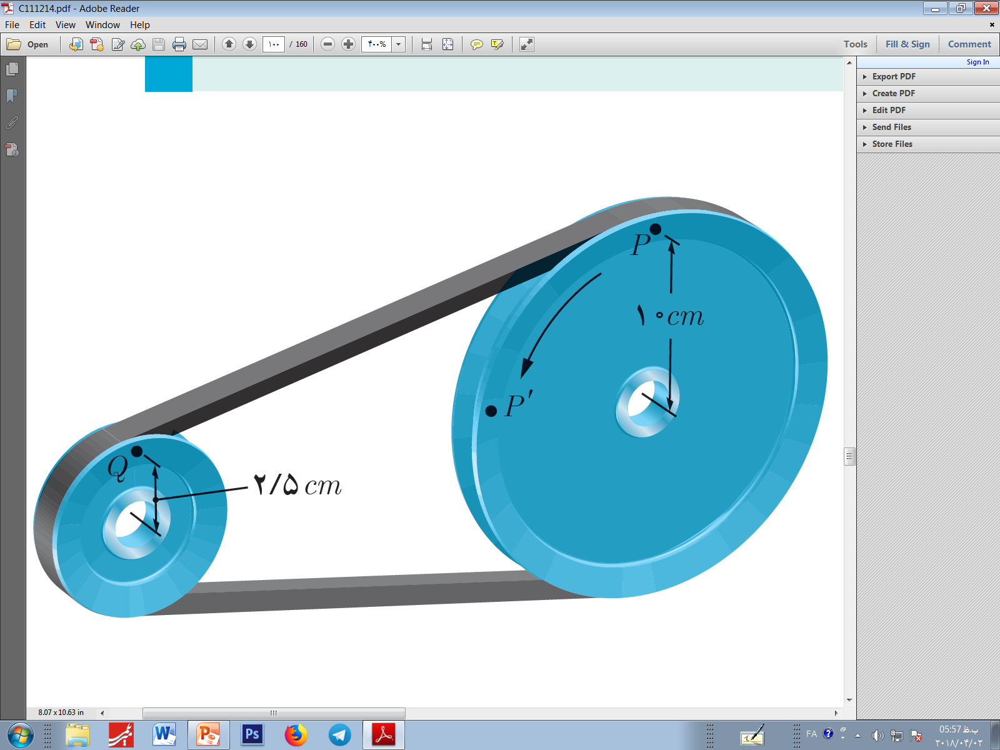 C111214.pdf - Adobe Reader
File Edit View Window Help
Open ۱۰۰ / 160 ۴۰۰% Tools Fill & Sign Comment
Sign In
Export PDF
Create PDF
Edit PDF
Send Files
Store Files
P
۱۰cm
P′
Q
۲/۵ cm
8.07 x 10.63 in
W P Ps
FA
05:57 ب.ظ
۲۰۱۸/۰۴/۰۲